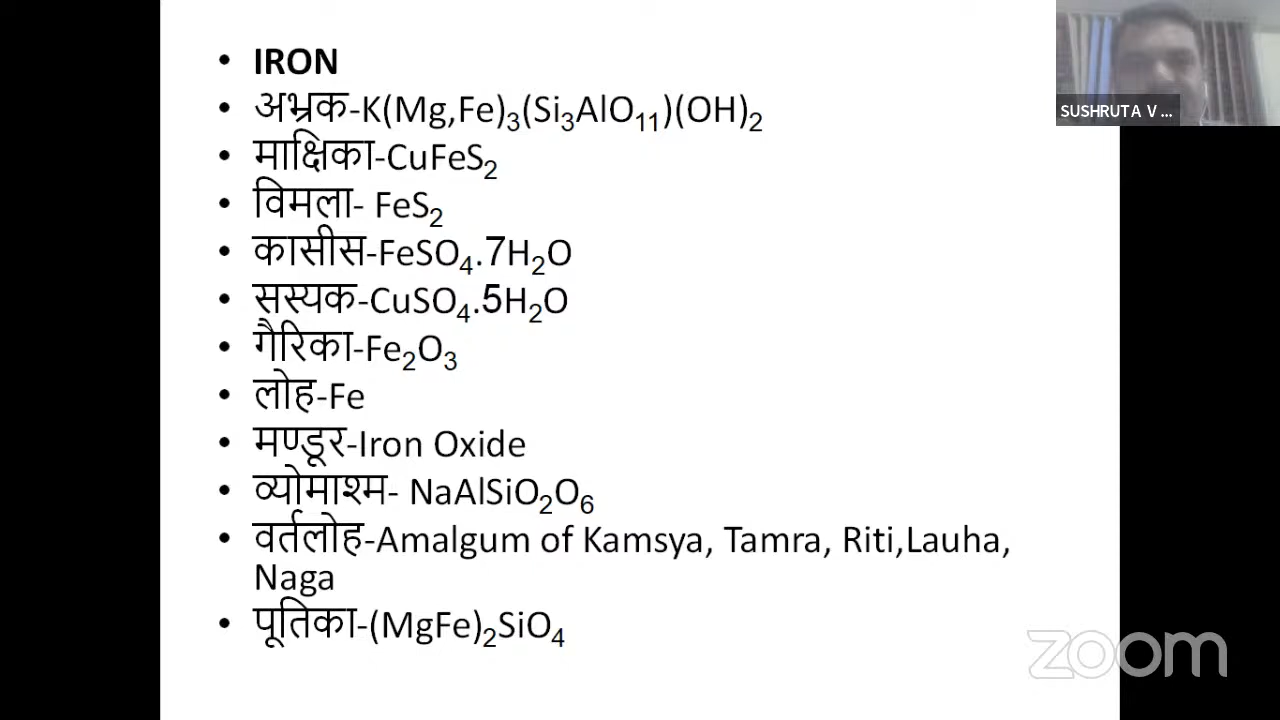 • IRON
SUSHRUTA V ...
• अभ्रक-K(Mg,Fe)₃(Si₃AlO₁₁)(OH)₂
• माक्षिका-CuFeS₂
• विमला- FeS₂
• कासीस-FeSO₄.7H₂O
• सस्यक-CuSO₄.5H₂O
• गैरिका-Fe₂O₃
• लोह-Fe
• मण्डूर-Iron Oxide
• व्योमाश्म- NaAlSiO₂O₆
• वर्तलोह-Amalgum of Kamsya, Tamra, Riti,Lauha,
Naga
• पूतिका-(MgFe)₂SiO₄
zoom